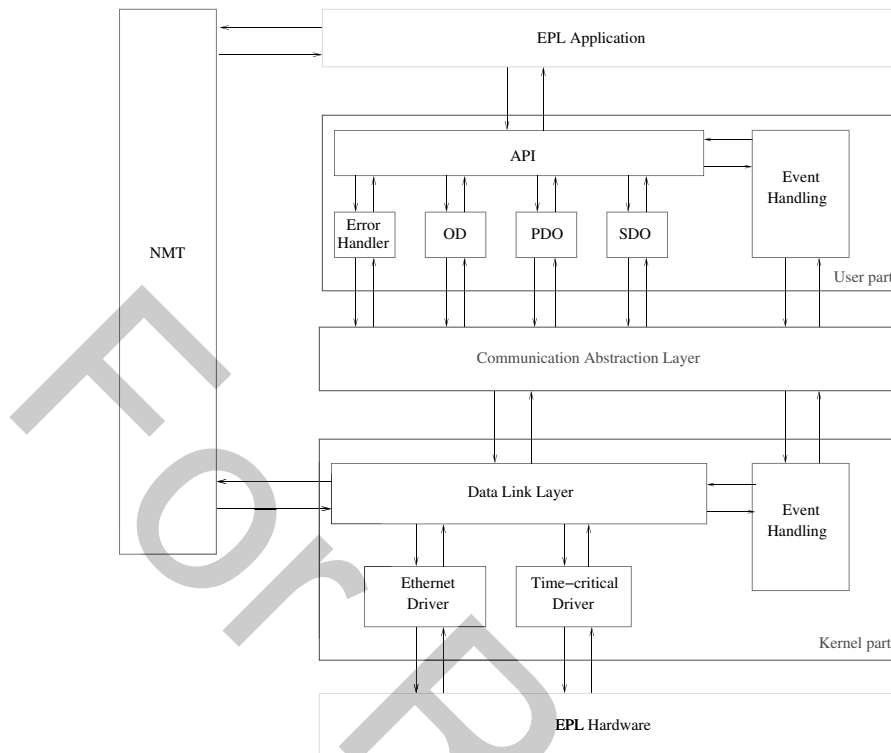 EPL Application
API
Event
Handling
Error
Handler
OD
PDO
SDO
NMT
User part
Communication Abstraction Layer
Data Link Layer
Event
Handling
Ethernet
Driver
Time−critical
Driver
Kernel part
EPL Hardware
For R